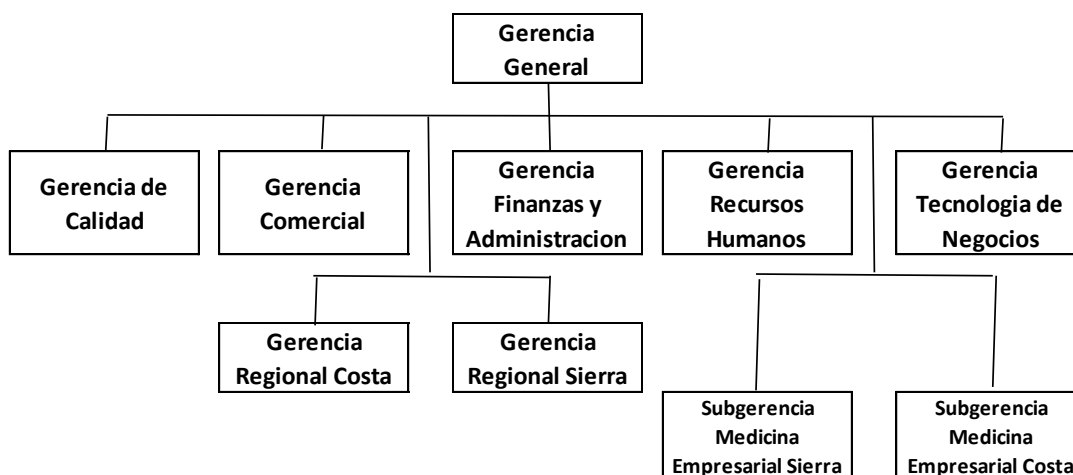 Gerencia
General
Gerencia de
Calidad
Gerencia
Comercial
Gerencia
Finanzas y
Administracion
Gerencia
Recursos
Humanos
Gerencia
Tecnologia de
Negocios
Gerencia
Regional Costa
Gerencia
Regional Sierra
Subgerencia
Medicina
Empresarial Sierra
Subgerencia
Medicina
Empresarial Costa